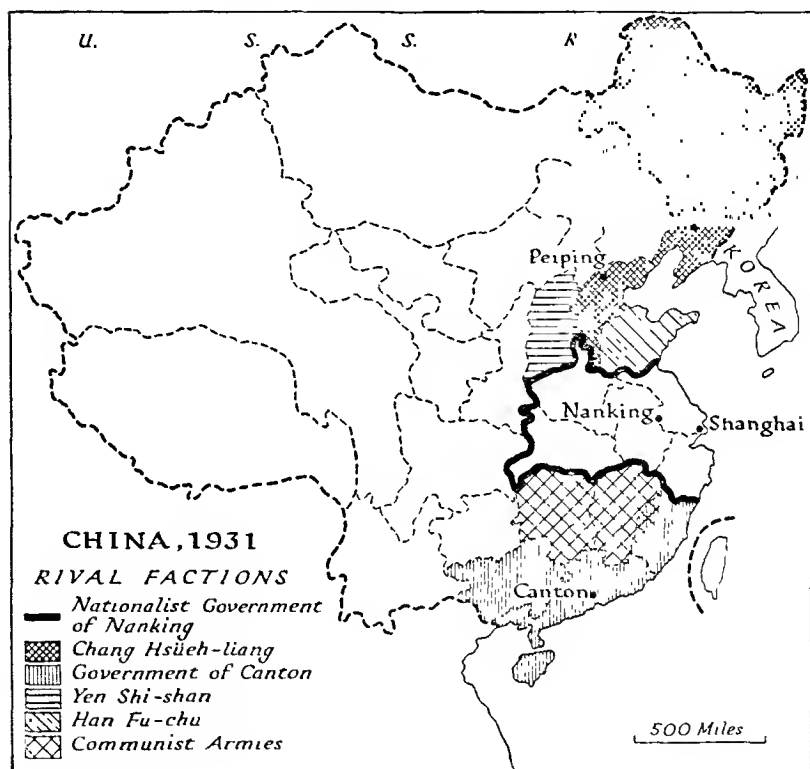 U. S. S. R
Peiping
KOREA
Nanking
Shanghai
CHINA, 1931
RIVAL FACTIONS
Nationalist Government
of Nanking
Chang Hsüeh-liang
Government of Canton
Yen Shi-shan
Han Fu-chu
Communist Armies
Canton
500 Miles